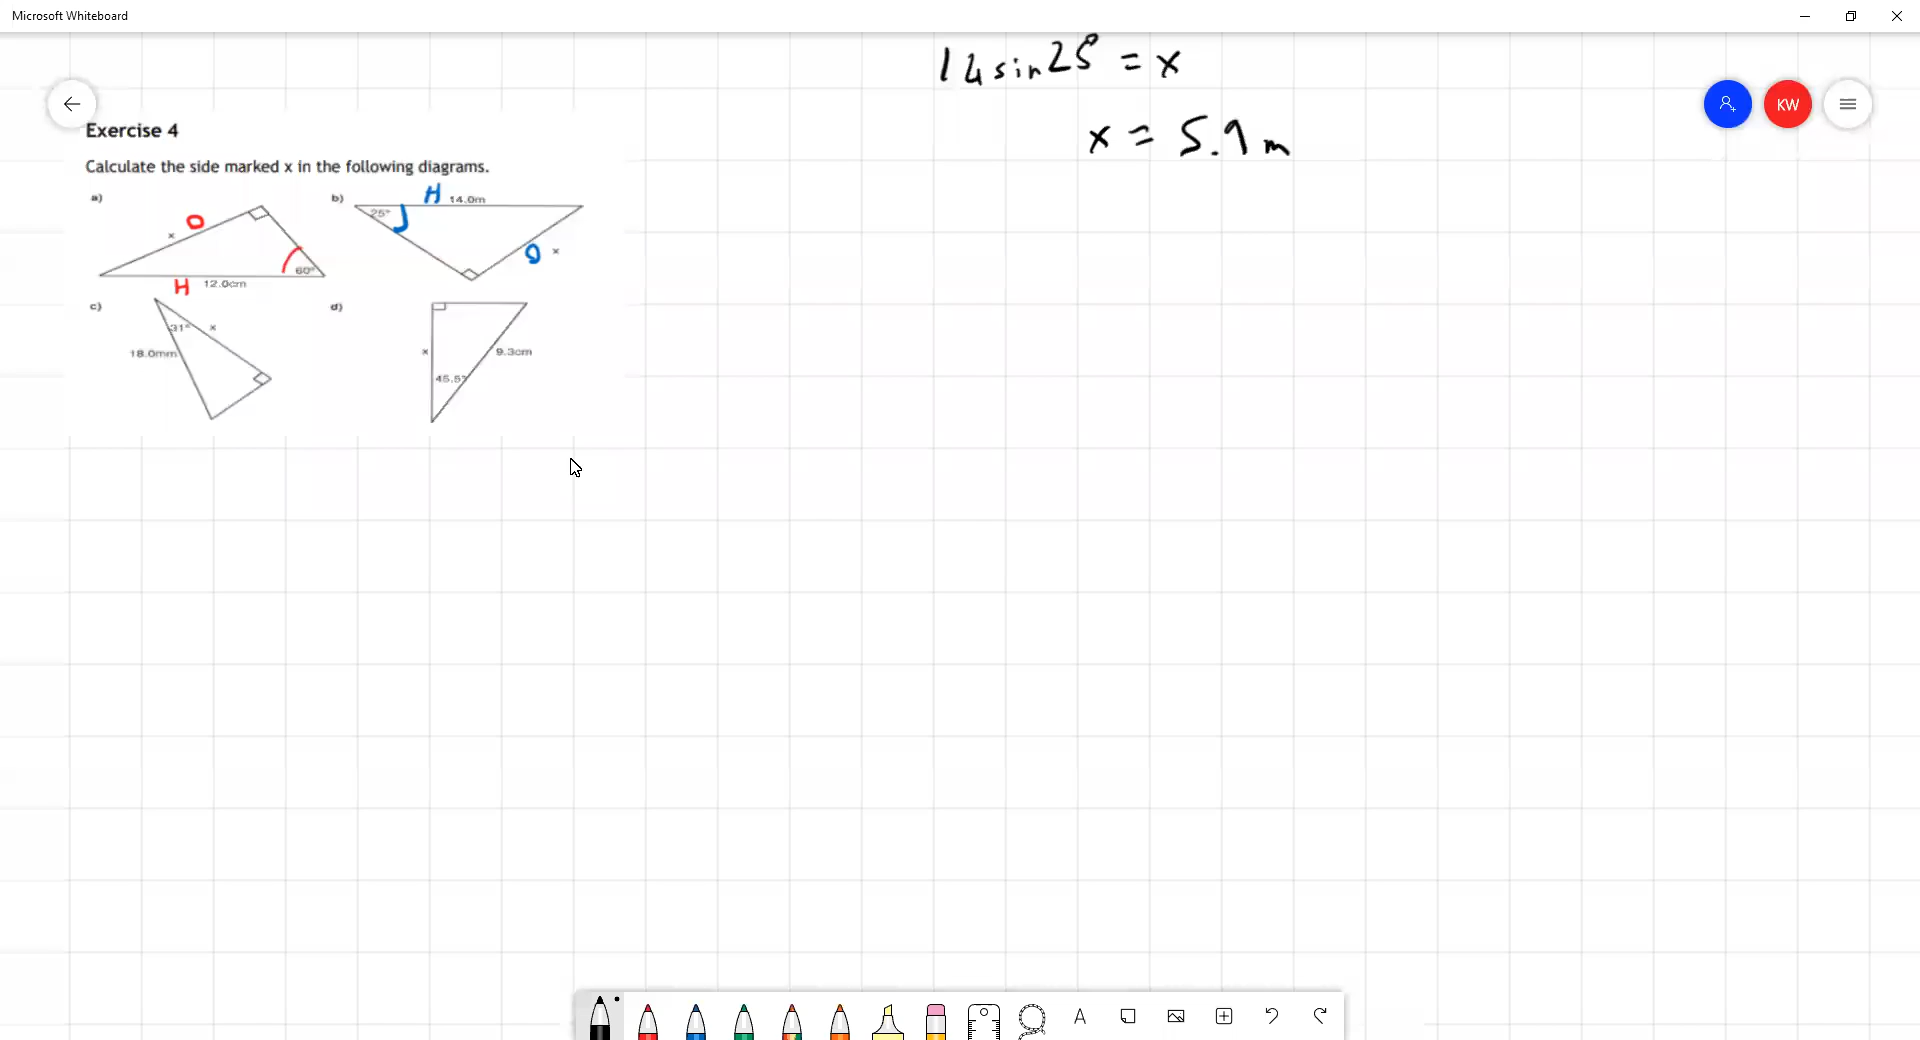 Microsoft Whiteboard
14 sin 25° = x
x = 5.9 m
KW
Exercise 4
Calculate the side marked x in the following diagrams.
a)
O
x
60°
H
12.0cm
b)
H
14.0m
25°
O
x
c)
31°
x
18.0mm
d)
x
9.3cm
45.5°
A